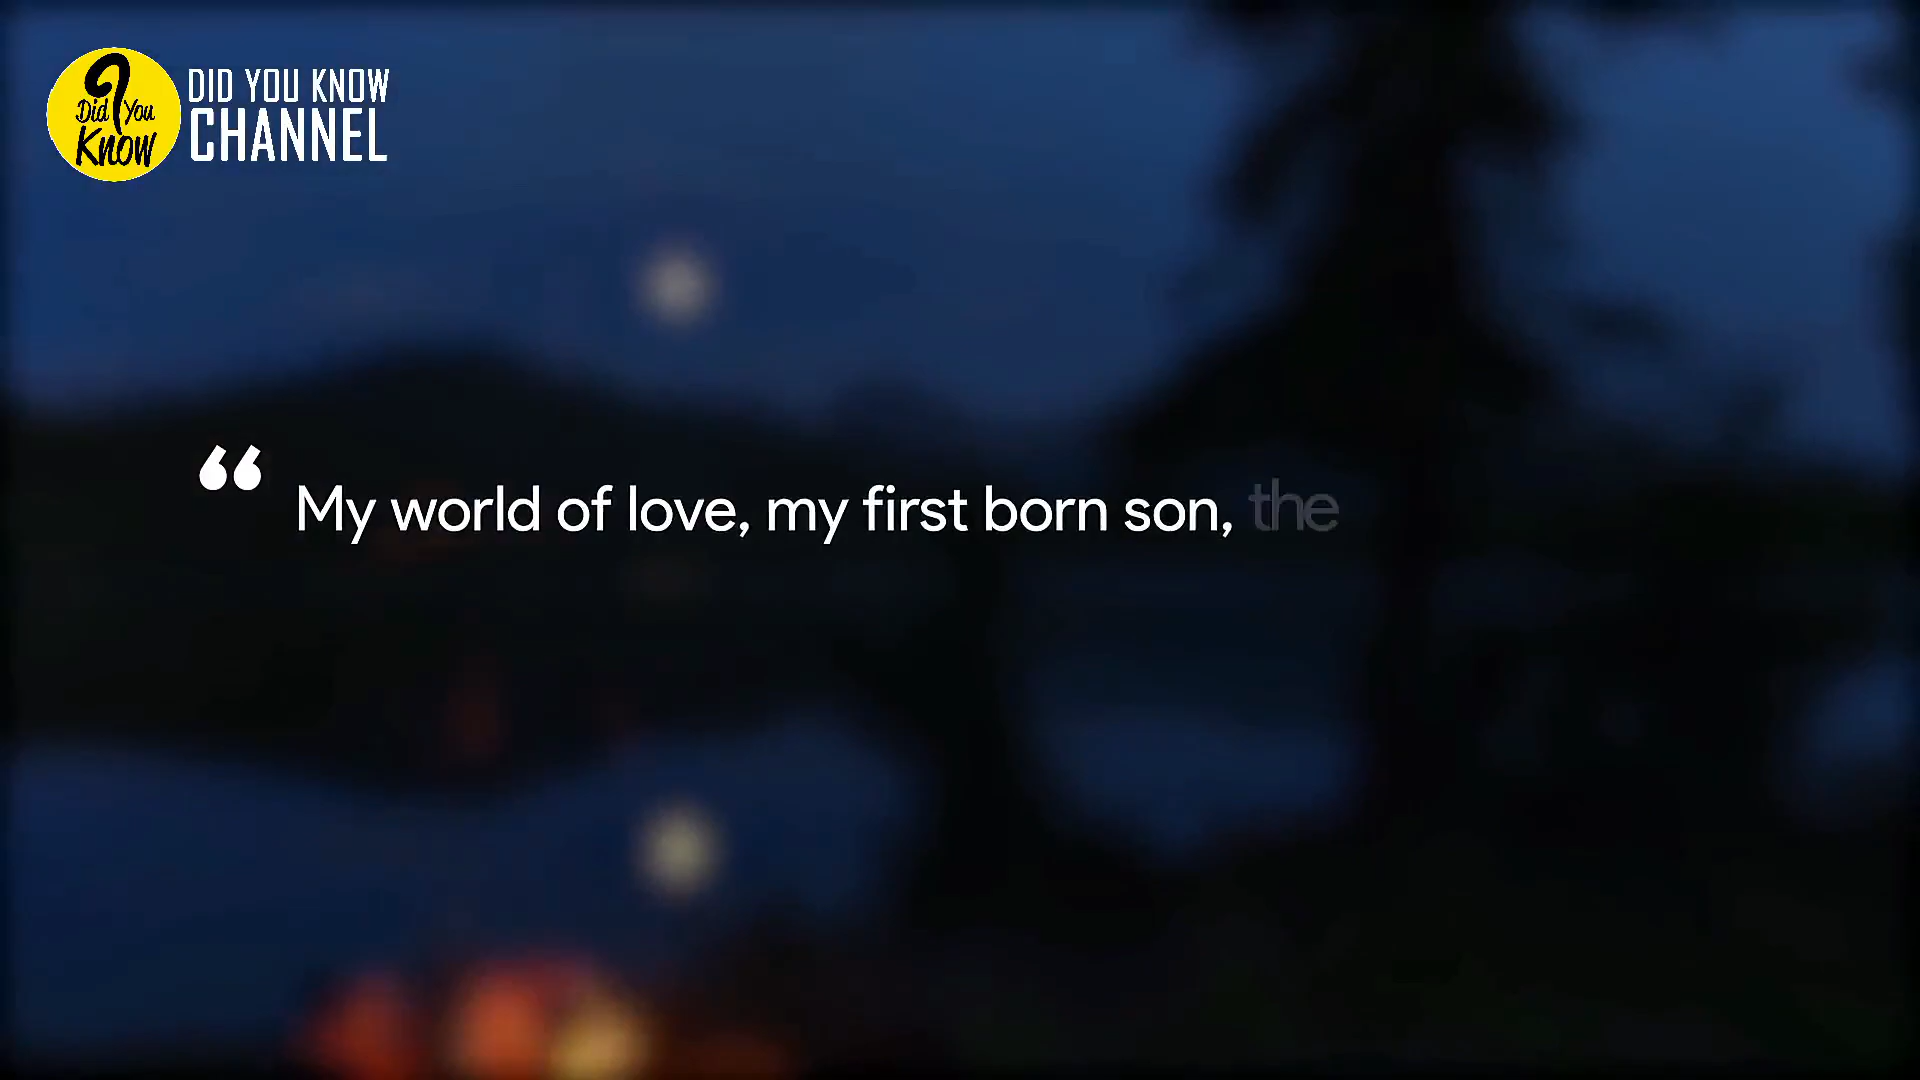 Did You
Know
DID YOU KNOW
CHANNEL
“ My world of love, my first born son, the